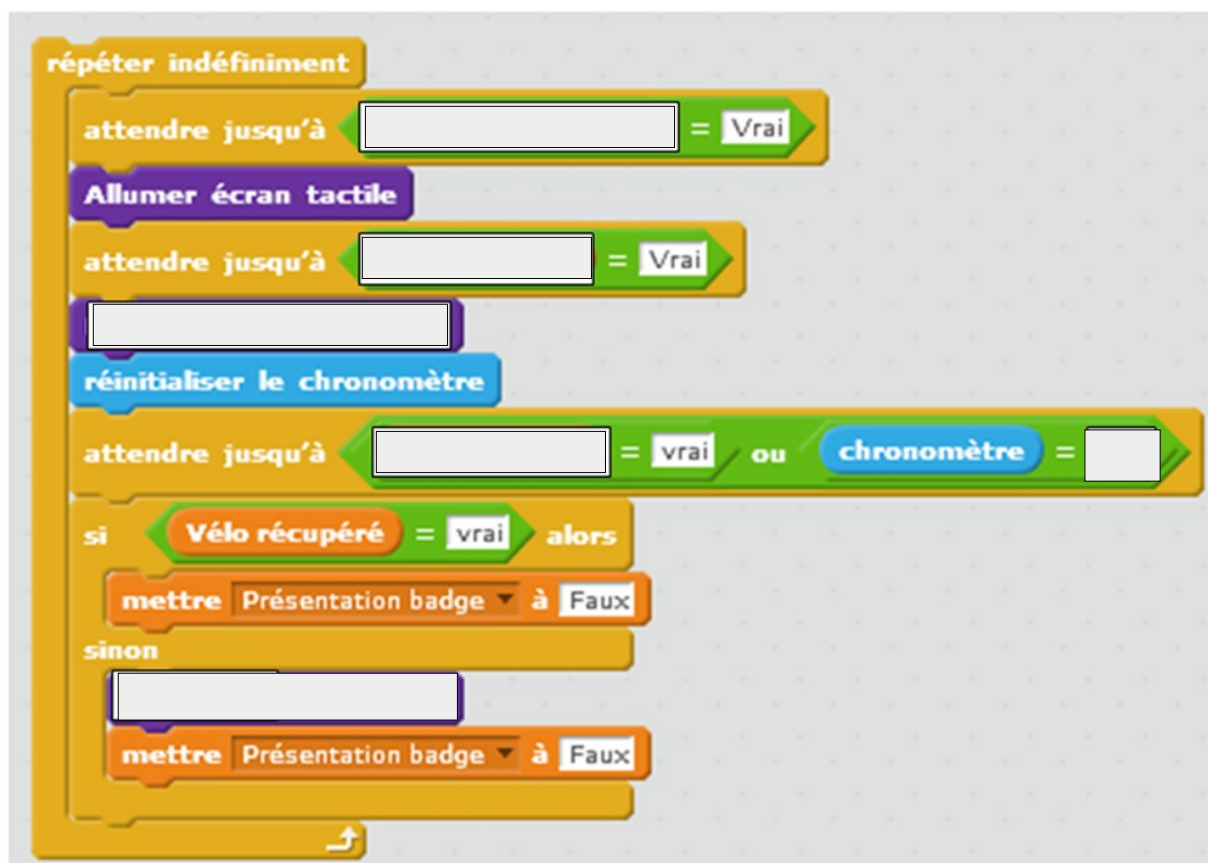 répéter indéfiniment
attendre jusqu'à = Vrai
Allumer écran tactile
attendre jusqu'à = Vrai
réinitialiser le chronomètre
attendre jusqu'à = vrai ou chronomètre =
si Vélo récupéré = vrai alors
mettre Présentation badge à Faux
sinon
mettre Présentation badge à Faux